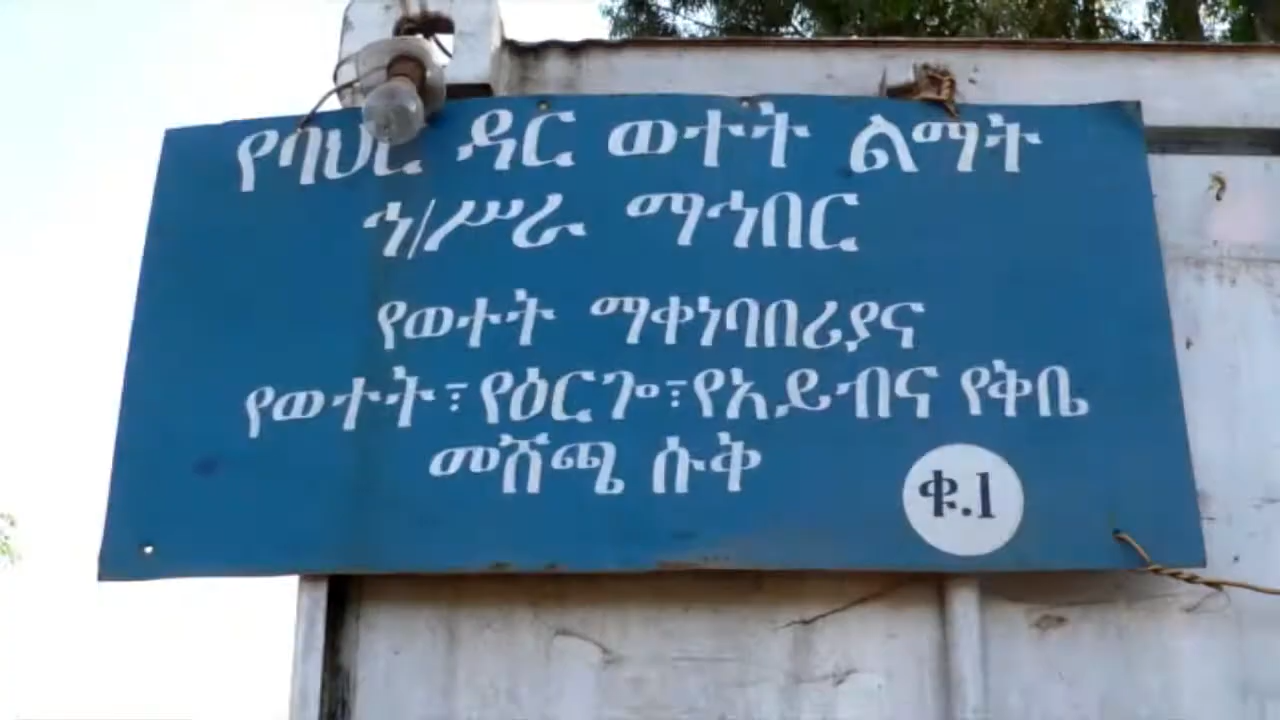 የባህር ዳር ወተት ልማት
ኅ/ሥራ ማኅበር
የወተት ማቀነባበሪያና
የወተት፣የዕርጎ፣የአይብና የቅቤ
መሸጫ ሱቅ
ቁ.1